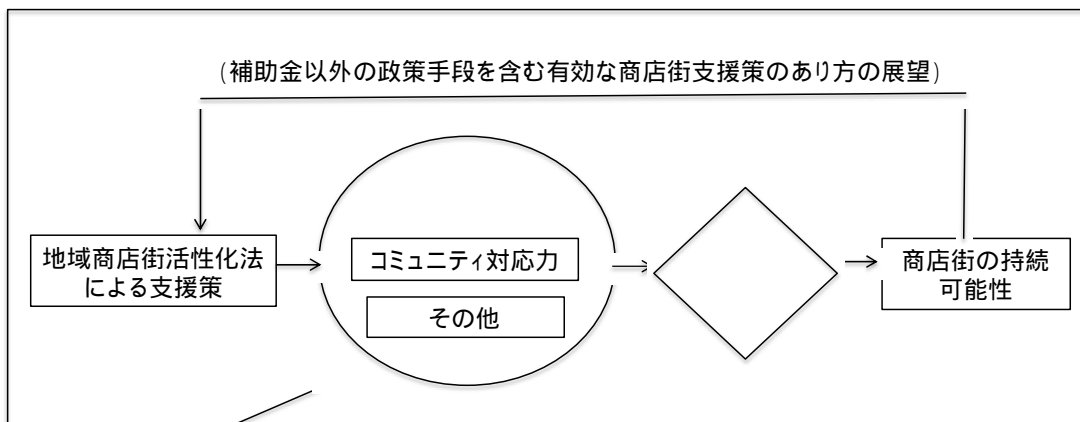 (補助金以外の政策手段を含む有効な商店街支援策のあり方の展望)
地域商店街活性化法
による支援策
コミュニティ対応力
その他
商店街の持続
可能性